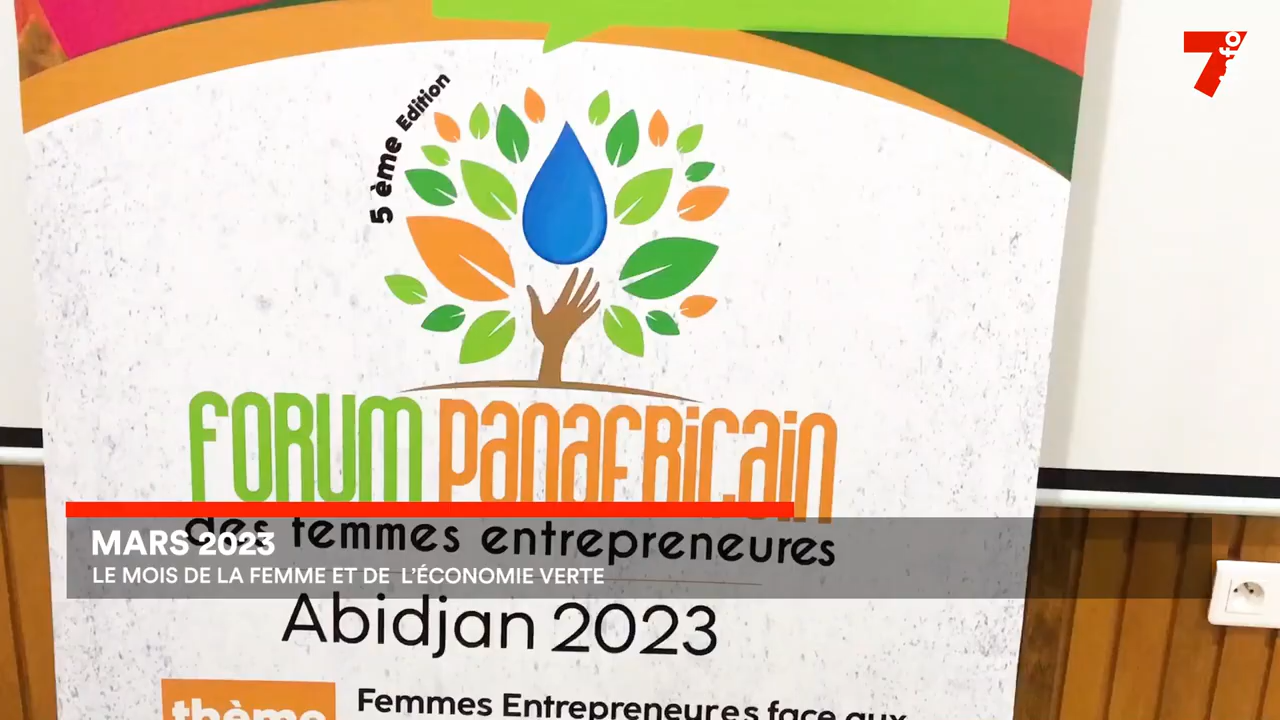 7info
5 ème Edition
FORUM PANAFRICAIN
des femmes entrepreneures
MARS 2023
LE MOIS DE LA FEMME ET DE L'ÉCONOMIE VERTE
Abidjan 2023
thème
Femmes Entrepreneures face aux